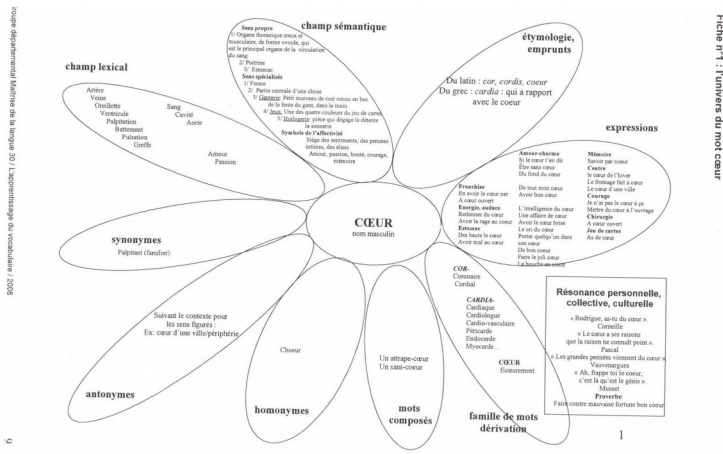 Fiche n°1 : l'univers du mot cœur
champ sémantique
Sens propre
1/ Organe thoracique creux et
musculaire, de forme ovoïde, qui
est le principal organe de la circulation
du sang.
2/ Poitrine
3/ Estomac
Sens spécialisés
1/ Forme
2/ Partie centrale d'une chose
3/ Ganterie: Petit morceau de cuir cousu en bas
de la fente du gant, dans la main.
4/ Jeux: Une des quatre couleurs du jeu de cartes
5/ Horlogerie: pièce qui dégage la détente
la sonnerie
Symbole de l'affectivité
Siège des sentiments, des pensées
intimes, des élans
Amour, passion, bonté, courage,
mémoire
étymologie,
emprunts
Du latin : cor, cordis, coeur
Du grec : cardia : qui a rapport
avec le coeur
champ lexical
Artère
Veine
Oreillette
Ventricule
Palpitation
Battement
Pulsation
Greffe
Sang
Cavité
Aorte
Amour
Passion
expressions
Franchise
En avoir le cœur net
A cœur ouvert
Energie, audace
Redonner du cœur
Avoir la rage au coeur
Estomac
Des hauts le cœur
Avoir mal au cœur
Amour-charme
Si le cœur t'en dit
Être sans cœur
Du fond du cœur
De tout mon cœur
Avoir bon cœur
L'intelligence du cœur
Une affaire de cœur
Avoir le cœur brisé
Le cri du cœur
Porter quelqu'un dans
son cœur
De bon coeur
Faire le joli cœur
La bouche en coeur
Mémoire
Savoir par coeur
Centre
le cœur de l'hiver
Le fromage fait à cœur
Le cœur d'une ville
Courage
Je n'ai pas le cœur à ça
Mettre du cœur à l'ouvrage
Chirurgie
A cœur ouvert
Jeu de cartes
As de cœur
CŒUR
nom masculin
synonymes
Palpitant (familier)
antonymes
Suivant le contexte pour
les sens figurés :
Ex: cœur d'une ville/périphérie.
homonymes
Choeur
mots
composés
Un attrape-cœur
Un sans-coeur
famille de mots
dérivation
COR-
Coronaire
Cordial
CARDIA-
Cardiaque
Cardiologue
Cardio-vasculaire
Péricarde
Endocarde
Myocarde…
CŒUR
Écœurement
Résonance personnelle,
collective, culturelle
« Rodrigue, as-tu du cœur ».
Corneille
« Le cœur a ses raisons
que la raison ne connaît point ».
Pascal
« Les grandes pensées viennent du cœur ».
Vauvenargues
« Ah, frappe toi le coeur,
c'est là qu'est le génie ».
Musset
Proverbe:
Faire contre mauvaise fortune bon coeur
1
roupe départemental Maîtrise de la langue 30 / L'apprentissage du vocabulaire / 2008
9